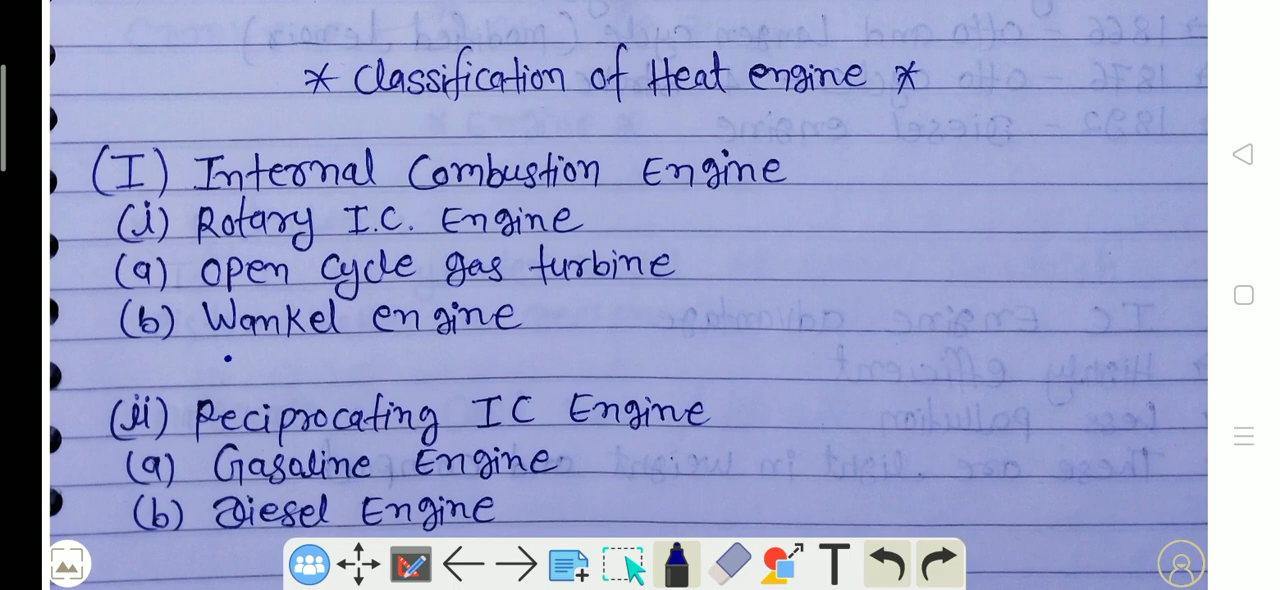 * Classification of Heat engine *
(I) Internal Combustion Engine
(i) Rotary I.C. Engine
(a) open cycle gas turbine
(b) Wankel engine
(ii) Reciprocating IC Engine
(a) Gasaline Engine
(b) Diesel Engine
T